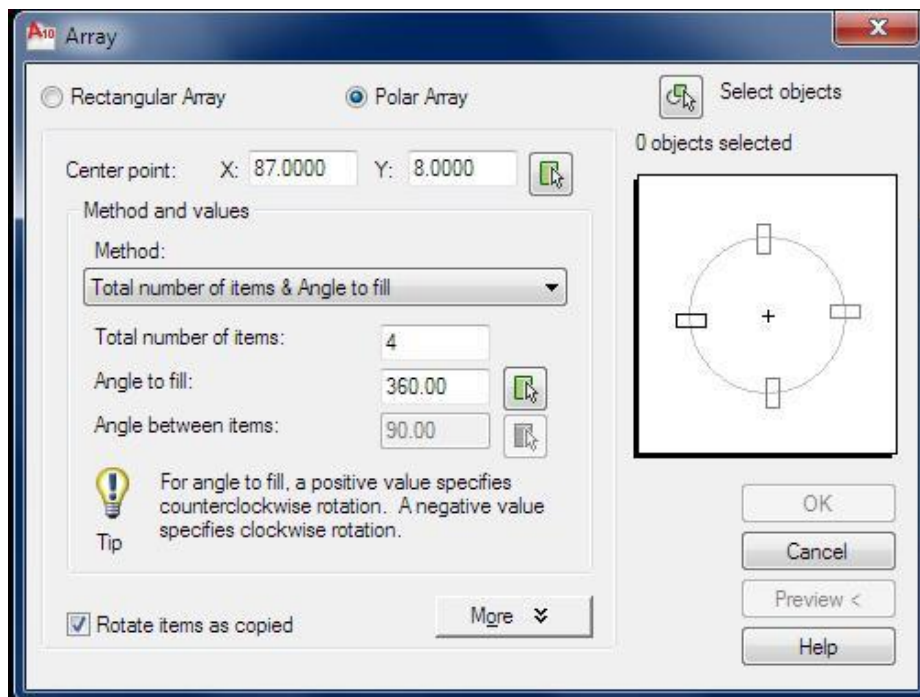 A10 Array
Rectangular Array
Polar Array
Select objects
0 objects selected
Center point: X: 87.0000 Y: 8.0000
Method and values
Method:
Total number of items & Angle to fill
Total number of items: 4
Angle to fill: 360.00
Angle between items: 90.00
For angle to fill, a positive value specifies
counterclockwise rotation. A negative value
specifies clockwise rotation.
Tip
Rotate items as copied
More
OK
Cancel
Preview <
Help